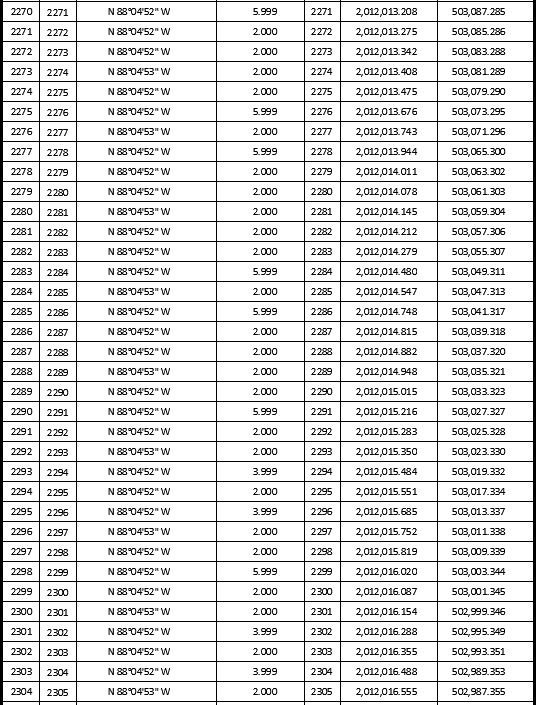 2270 2271 N 88°04'52" W 5.999 2271 2,012,013.208 503,087.285
2271 2272 N 88°04'52" W 2.000 2272 2,012,013.275 503,085.286
2272 2273 N 88°04'52" W 2.000 2273 2,012,013.342 503,083.288
2273 2274 N 88°04'53" W 2.000 2274 2,012,013.408 503,081.289
2274 2275 N 88°04'52" W 2.000 2275 2,012,013.475 503,079.290
2275 2276 N 88°04'52" W 5.999 2276 2,012,013.676 503,073.295
2276 2277 N 88°04'53" W 2.000 2277 2,012,013.743 503,071.296
2277 2278 N 88°04'52" W 5.999 2278 2,012,013.944 503,065.300
2278 2279 N 88°04'52" W 2.000 2279 2,012,014.011 503,063.302
2279 2280 N 88°04'52" W 2.000 2280 2,012,014.078 503,061.303
2280 2281 N 88°04'53" W 2.000 2281 2,012,014.145 503,059.304
2281 2282 N 88°04'52" W 2.000 2282 2,012,014.212 503,057.306
2282 2283 N 88°04'52" W 2.000 2283 2,012,014.279 503,055.307
2283 2284 N 88°04'52" W 5.999 2284 2,012,014.480 503,049.311
2284 2285 N 88°04'53" W 2.000 2285 2,012,014.547 503,047.313
2285 2286 N 88°04'52" W 5.999 2286 2,012,014.748 503,041.317
2286 2287 N 88°04'52" W 2.000 2287 2,012,014.815 503,039.318
2287 2288 N 88°04'52" W 2.000 2288 2,012,014.882 503,037.320
2288 2289 N 88°04'53" W 2.000 2289 2,012,014.948 503,035.321
2289 2290 N 88°04'52" W 2.000 2290 2,012,015.015 503,033.323
2290 2291 N 88°04'52" W 5.999 2291 2,012,015.216 503,027.327
2291 2292 N 88°04'52" W 2.000 2292 2,012,015.283 503,025.328
2292 2293 N 88°04'53" W 2.000 2293 2,012,015.350 503,023.330
2293 2294 N 88°04'52" W 3.999 2294 2,012,015.484 503,019.332
2294 2295 N 88°04'52" W 2.000 2295 2,012,015.551 503,017.334
2295 2296 N 88°04'52" W 3.999 2296 2,012,015.685 503,013.337
2296 2297 N 88°04'53" W 2.000 2297 2,012,015.752 503,011.338
2297 2298 N 88°04'52" W 2.000 2298 2,012,015.819 503,009.339
2298 2299 N 88°04'52" W 5.999 2299 2,012,016.020 503,003.344
2299 2300 N 88°04'52" W 2.000 2300 2,012,016.087 503,001.345
2300 2301 N 88°04'53" W 2.000 2301 2,012,016.154 502,999.346
2301 2302 N 88°04'52" W 3.999 2302 2,012,016.288 502,995.349
2302 2303 N 88°04'52" W 2.000 2303 2,012,016.355 502,993.351
2303 2304 N 88°04'52" W 3.999 2304 2,012,016.488 502,989.353
2304 2305 N 88°04'53" W 2.000 2305 2,012,016.555 502,987.355